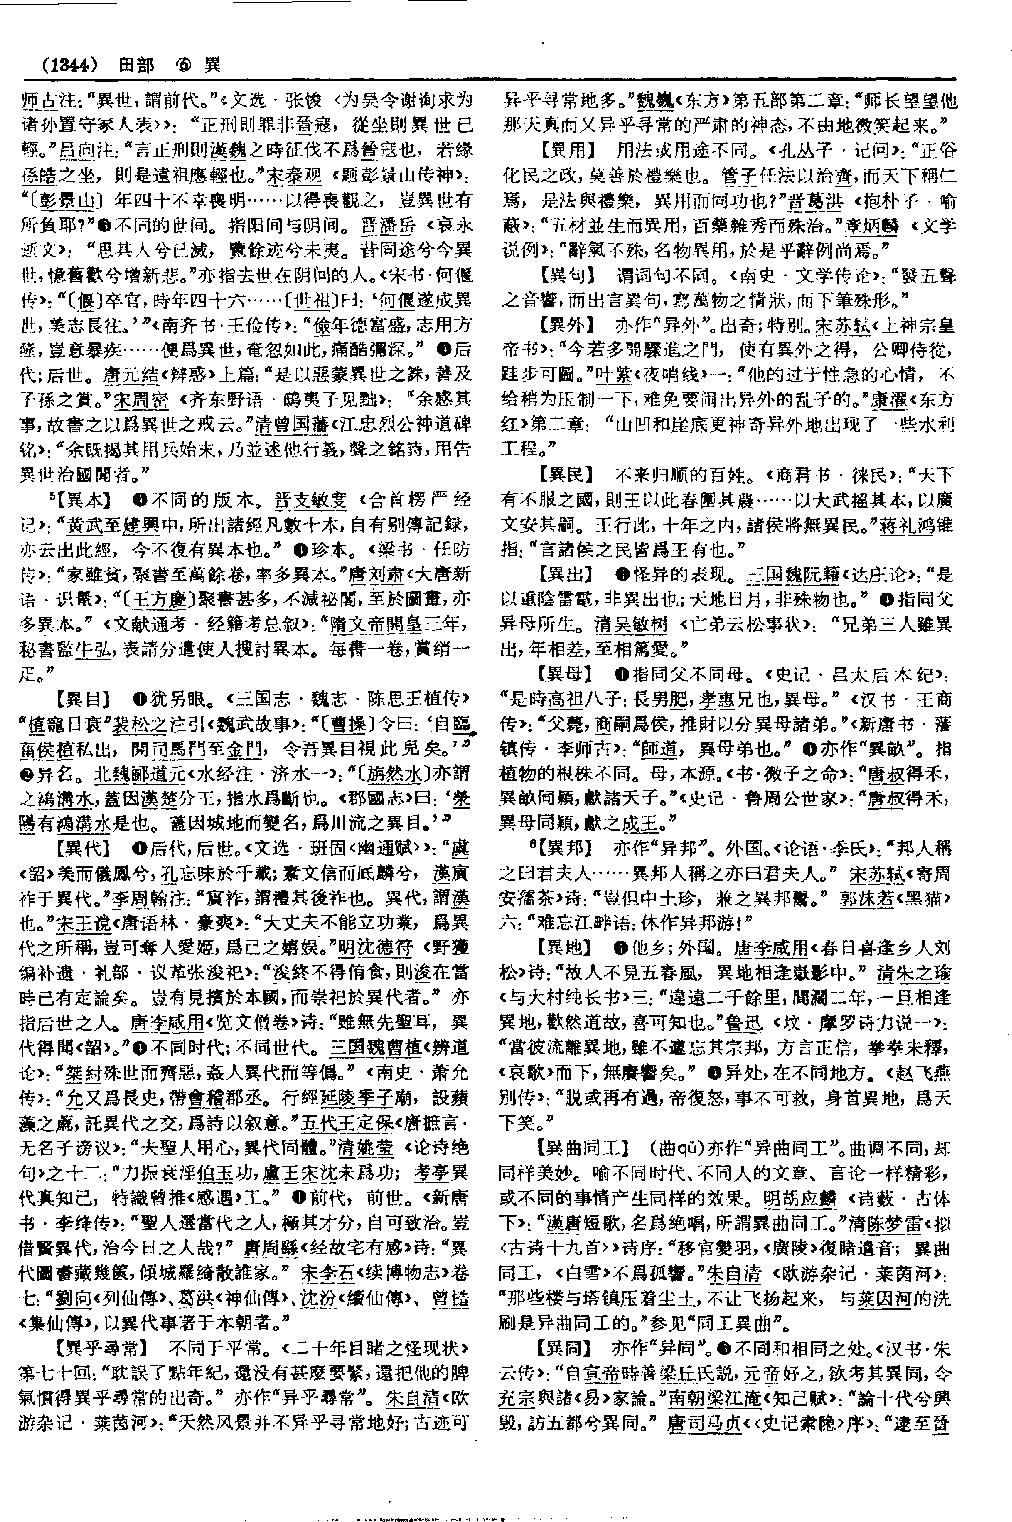 (1344) 田部 ⑥ 異
师古注：“異世，謂前代。”《文选·张悛〈为吴令谢询求为
诸孙置守冢人表〉》：“正刑則罪非晉寇，從坐則異世已
輕。”吕向注：“言正刑則漢魏之時征伐不爲晉寇也，若緣
孫皓之坐，則是遠祖應輕也。”宋秦观《题彭景山传神》：
“〔彭景山〕年四十不幸喪明……以得喪觀之，豈異世有
所負耶？”❸不同的世间。指阳间与阴间。晋潘岳《哀永
逝文》：“思其人兮已滅，覽餘迹兮未夷。昔同途兮今異
世，憶舊歡兮增新悲。”亦指去世在阴间的人。《宋书·何偃
传》：“〔偃〕卒官，時年四十六……〔世祖〕曰：‘何偃遂成異
世，美志長往。’”《南齐书·王俭传》：“儉年德富盛，志用方
隆，豈意暴疾……便爲異世，奄忽如此，痛酷彌深。”❹后
代；后世。唐元结《辩惑》上篇：“是以惡蒙異世之誅，善及
子孫之賞。”宋周密《齐东野语·鸱夷子见黜》：“余惑其
事，故書之以爲異世之戒云。”清曾国藩《江忠烈公神道碑
铭》：“余既揭其用兵始末，乃並述他行義，聲之銘詩，用告
異世治國聞者。”
⁵【異本】 ❶不同的版本。晋支敏度《合首楞严经
记》：“黄武至建興中，所出諸經凡數十本，自有别傳記録，
亦云出此經，今不復有異本也。”❷珍本。《梁书·任昉
传》：“家雖貧，聚書至萬餘卷，率多異本。”唐刘肃《大唐新
语·识量》：“〔王方慶〕聚書甚多，不減祕閣，至於圖畫，亦
多異本。”《文献通考·经籍考总叙》：“隋文帝開皇三年，
秘書監牛弘，表請分遣使人搜討異本。每書一卷，賞絹一
疋。”
【異目】 ❶犹另眼。《三国志·魏志·陈思王植传》
“植寵日衰”裴松之注引《魏武故事》：“〔曹操〕令曰：‘自臨
菑侯植私出，開司馬門至金門，令吾異目視此兒矣。’”
❷异名。北魏郦道元《水经注·济水一》：“〔旃然水〕亦謂
之鴻溝水，蓋因漢楚分王，指水爲斷也。《郡國志》曰：‘滎
陽有鴻溝水是也。蓋因城地而變名，爲川流之異目。’”
【異代】 ❶后代，后世。《文选·班固〈幽通赋〉》：“虞
《韶》美而儀鳳兮，孔忘味於千載；素文信而厎麟兮，漢賓
祚于異代。”李周翰注：“賓祚，謂禮其後祚也。異代，謂漢
也。”宋王谠《唐语林·豪爽》：“大丈夫不能立功業，爲異
代之所稱，豈可奪人愛姬，爲己之嬉娱。”明沈德符《野獲
编补遗·礼部·议革张浚祀》：“浚終不得侑食，則浚在當
時已有定論矣。豈有見擯於本國，而崇祀於異代者。”亦
指后世之人。唐李咸用《览文僧卷》诗：“雖無先聖耳，異
代得聞《韶》。”❷不同时代；不同世代。三国魏曹植《辨道
论》：“桀紂殊世而齊惡，姦人異代而等僞。”《南史·萧允
传》：“允又爲長史，帶會稽郡丞。行經延陵季子廟，設蘋
藻之薦，託異代之交，爲詩以叙意。”五代王定保《唐摭言·
无名子谤议》：“大聖人用心，異代同體。”清姚莹《论诗绝
句》之十二：“力振衰淫伯玉功，盧王宋沈未爲功；考亭異
代真知己，特識曾推《感遇》工。”❸前代，前世。《新唐
书·李绛传》：“聖人選當代之人，極其才分，自可致治。豈
借賢異代，治今日之人哉？”唐周繇《经故宅有感》诗：“異
代圖書藏幾篋，傾城羅綺散誰家。”宋李石《续博物志》卷
七：“劉向《列仙傳》、葛洪《神仙傳》、沈汾《續仙傳》、曾慥
《集仙傳》，以異代事著于本朝者。”
【異乎尋常】 不同于平常。《二十年目睹之怪现状》
第七十回：“耽誤了點年紀，還没有甚麽要緊，還把他的脾
氣慣得異乎尋常的出奇。”亦作“异乎尋常”。朱自清《欧
游杂记·莱茵河》：“天然风景并不异乎寻常地好；古迹可
异乎寻常地多。”魏巍《东方》第五部第二章：“师长望望他
那天真而又异乎寻常的严肃的神态，不由地微笑起来。”
【異用】 用法或用途不同。《孔丛子·记问》：“正俗
化民之政，莫善於禮樂也。管子任法以治齊，而天下稱仁
焉，是法與禮樂，異用而同功也？”晋葛洪《抱朴子·喻
蔽》：“五材並生而異用，百藥雜秀而殊治。”章炳麟《文学
说例》：“辭氣不殊，名物異用，於是乎辭例尚焉。”
【異句】 谓词句不同。《南史·文学传论》：“發五聲
之音響，而出言異句，寫萬物之情狀，而下筆殊形。”
【異外】 亦作“异外”。出奇；特别。宋苏轼《上神宗皇
帝书》：“今若多開驟進之門，使有異外之得，公卿侍從，
跬步可圖。”叶紫《夜哨线》一：“他的过于性急的心情，不
给稍为压制一下，难免要闹出异外的乱子的。”康濯《东方
红》第二章：“山凹和崖底更神奇异外地出现了一些水利
工程。”
【異民】 不来归顺的百姓。《商君书·徕民》：“天下
有不服之國，則王以此春圍其農……以大武摇其本，以廣
文安其嗣。王行此，十年之内，諸侯將無異民。”蒋礼鸿锥
指：“言諸侯之民皆爲王有也。”
【異出】 ❶怪异的表现。三国魏阮籍《达庄论》：“是
以重陰雷電，非異出也；天地日月，非殊物也。”❷指同父
异母所生。清吴敏树《亡弟云松事状》：“兄弟三人雖異
出，年相差，至相篤愛。”
【異母】 ❶指同父不同母。《史记·吕太后本纪》：
“是時高祖八子：長男肥，孝惠兄也，異母。”《汉书·王商
传》：“父薨，商嗣爲侯，推財以分異母諸弟。”《新唐书·藩
镇传·李师古》：“師道，異母弟也。”❷亦作“異畝”。指
植物的根株不同。母，本源。《书·微子之命》：“唐叔得禾，
異畝同穎，獻諸天子。”《史记·鲁周公世家》：“唐叔得禾，
異母同穎，獻之成王。”
⁶【異邦】 亦作“异邦”。外国。《论语·季氏》：“邦人稱
之曰君夫人……異邦人稱之亦曰君夫人。”宋苏轼《寄周
安孺茶》诗：“豈但中土珍，兼之異邦鬻。”郭沫若《黑猫》
六：“难忘江畔语：休作异邦游！”
【異地】 ❶他乡；外国。唐李咸用《春日喜逢乡人刘
松》诗：“故人不見五春風，異地相逢嶽影中。”清朱之瑜
《与大村纯长书》三：“遠違二千餘里，間闊二年，一旦相逢
異地，歡然道故，喜可知也。”鲁迅《坟·摩罗诗力说一》：
“當彼流離異地，雖不遽忘其宗邦，方言正信，拳拳未釋，
《哀歌》而下，無賡響矣。”❷异处，在不同地方。《赵飞燕
别传》：“脱或再有過，帝復怒，事不可救，身首異地，爲天
下笑。”
【異曲同工】 （曲qǔ）亦作“异曲同工”。曲调不同，却
同样美妙。喻不同时代、不同人的文章、言论一样精彩，
或不同的事情产生同样的效果。明胡应麟《诗薮·古体
下》：“漢唐短歌，名爲絶唱，所謂異曲同工。”清陈梦雷《拟
〈古诗十九首〉》诗序：“移宫變羽，《廣陵》復賠遺音；異曲
同工，《白雪》不爲孤響。”朱自清《欧游杂记·莱茵河》：
“那些楼与塔镇压着尘土，不让飞扬起来，与莱因河的洗
刷是异曲同工的。”参见“同工異曲”。
【異同】 亦作“异同”。❶不同和相同之处。《汉书·朱
云传》：“自宣帝時善梁丘氏説，元帝好之，欲考其異同，令
充宗與諸《易》家論。”南朝梁江淹《知己赋》：“論十代兮興
毁，訪五都兮異同。”唐司马贞《〈史记索隐〉序》：“逮至晉